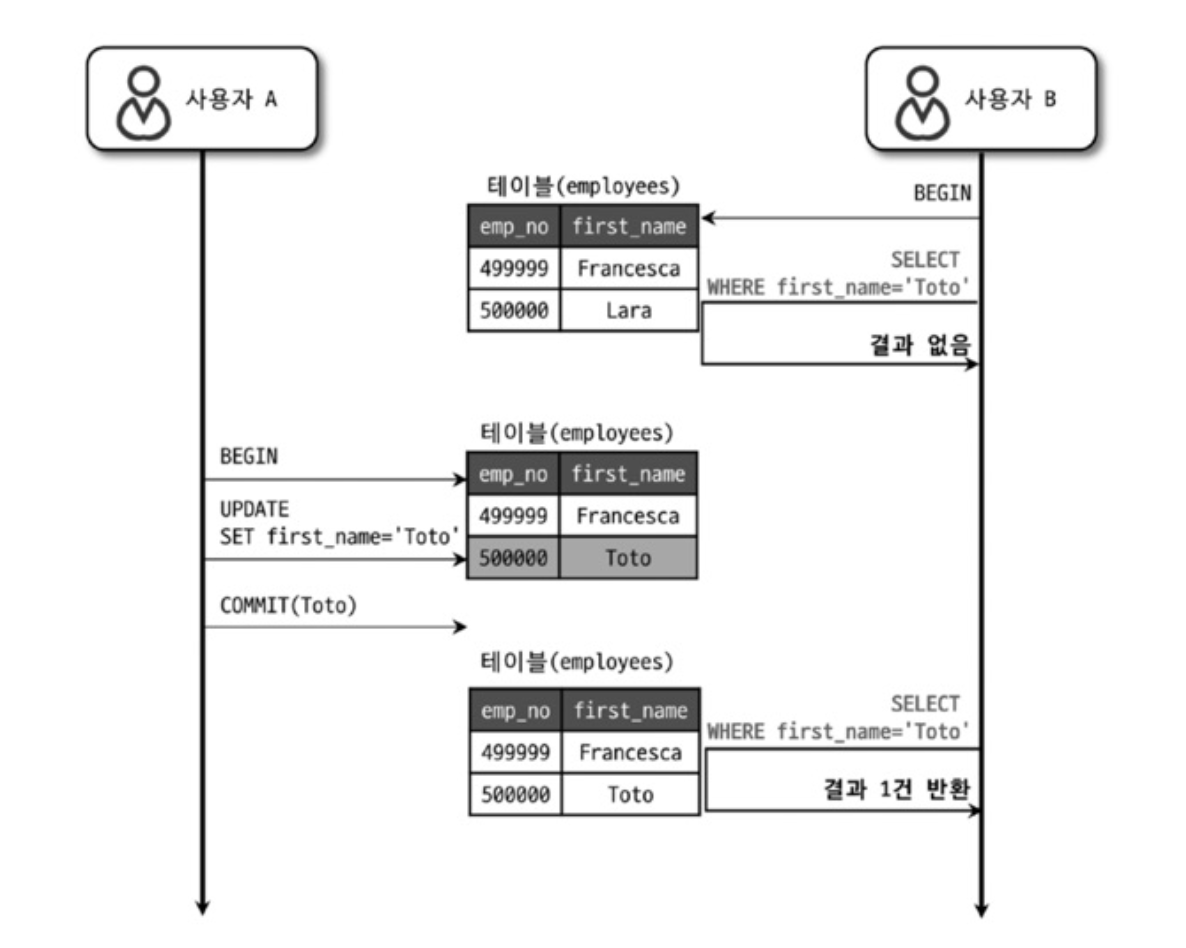 사용자 A
사용자 B
테이블(employees)
BEGIN
emp_no first_name
499999 Francesca
500000 Lara
SELECT
WHERE first_name='Toto'
결과 없음
테이블(employees)
BEGIN
emp_no first_name
UPDATE
SET first_name='Toto'
499999 Francesca
500000 Toto
COMMIT(Toto)
테이블(employees)
emp_no first_name
499999 Francesca
500000 Toto
SELECT
WHERE first_name='Toto'
결과 1건 반환